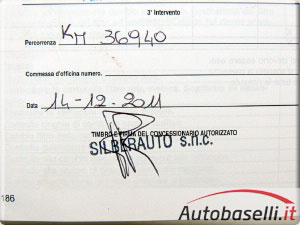 3° Intervento
Percorrenza KM 36940
Commessa d'officina numero.
Data 14-12-2011
TIMBRO E FIRMA DEL CONCESSIONARIO AUTORIZZATO
SILBERAUTO s.n.c.
186
Autobaselli.it